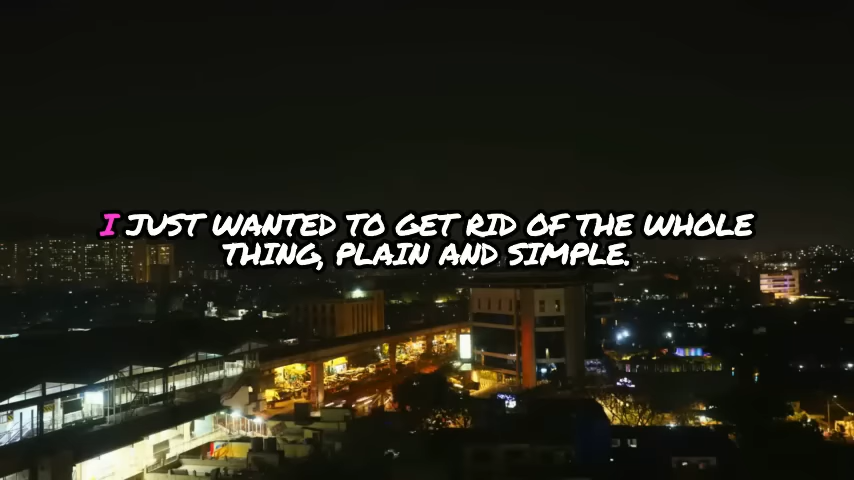 I JUST WANTED TO GET RID OF THE WHOLE
THING, PLAIN AND SIMPLE.